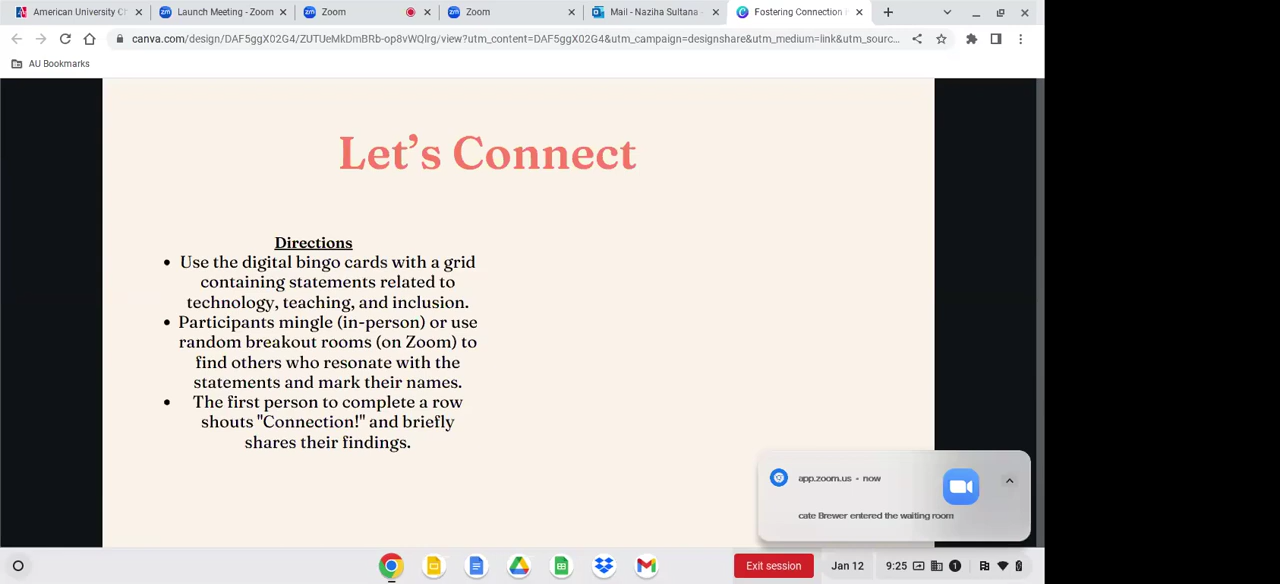 American University Ch
Launch Meeting - Zoom
Zoom
Zoom
Mail - Naziha Sultana -
Fostering Connection i
canva.com/design/DAF5ggX02G4/ZUTUeMkDmBRb-op8vWQlrg/view?utm_content=DAF5ggX02G4&utm_campaign=designshare&utm_medium=link&utm_sourc...
AU Bookmarks
Let's Connect
Directions
• Use the digital bingo cards with a grid
containing statements related to
technology, teaching, and inclusion.
• Participants mingle (in-person) or use
random breakout rooms (on Zoom) to
find others who resonate with the
statements and mark their names.
• The first person to complete a row
shouts "Connection!" and briefly
shares their findings.
app.zoom.us - now
cate Brewer entered the waiting room
Exit session
Jan 12
9:25
1